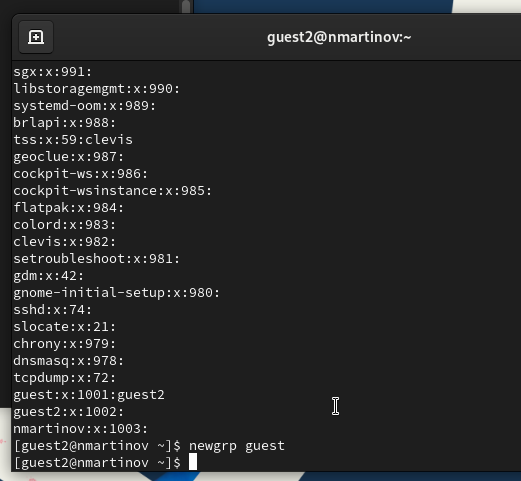 guest2@nmartinov:~
sgx:x:991:
libstoragemgmt:x:990:
systemd-oom:x:989:
brlapi:x:988:
tss:x:59:clevis
geoclue:x:987:
cockpit-ws:x:986:
cockpit-wsinstance:x:985:
flatpak:x:984:
colord:x:983:
clevis:x:982:
setroubleshoot:x:981:
gdm:x:42:
gnome-initial-setup:x:980:
sshd:x:74:
slocate:x:21:
chrony:x:979:
dnsmasq:x:978:
tcpdump:x:72:
guest:x:1001:guest2
guest2:x:1002:
nmartinov:x:1003:
[guest2@nmartinov ~]$ newgrp guest
[guest2@nmartinov ~]$